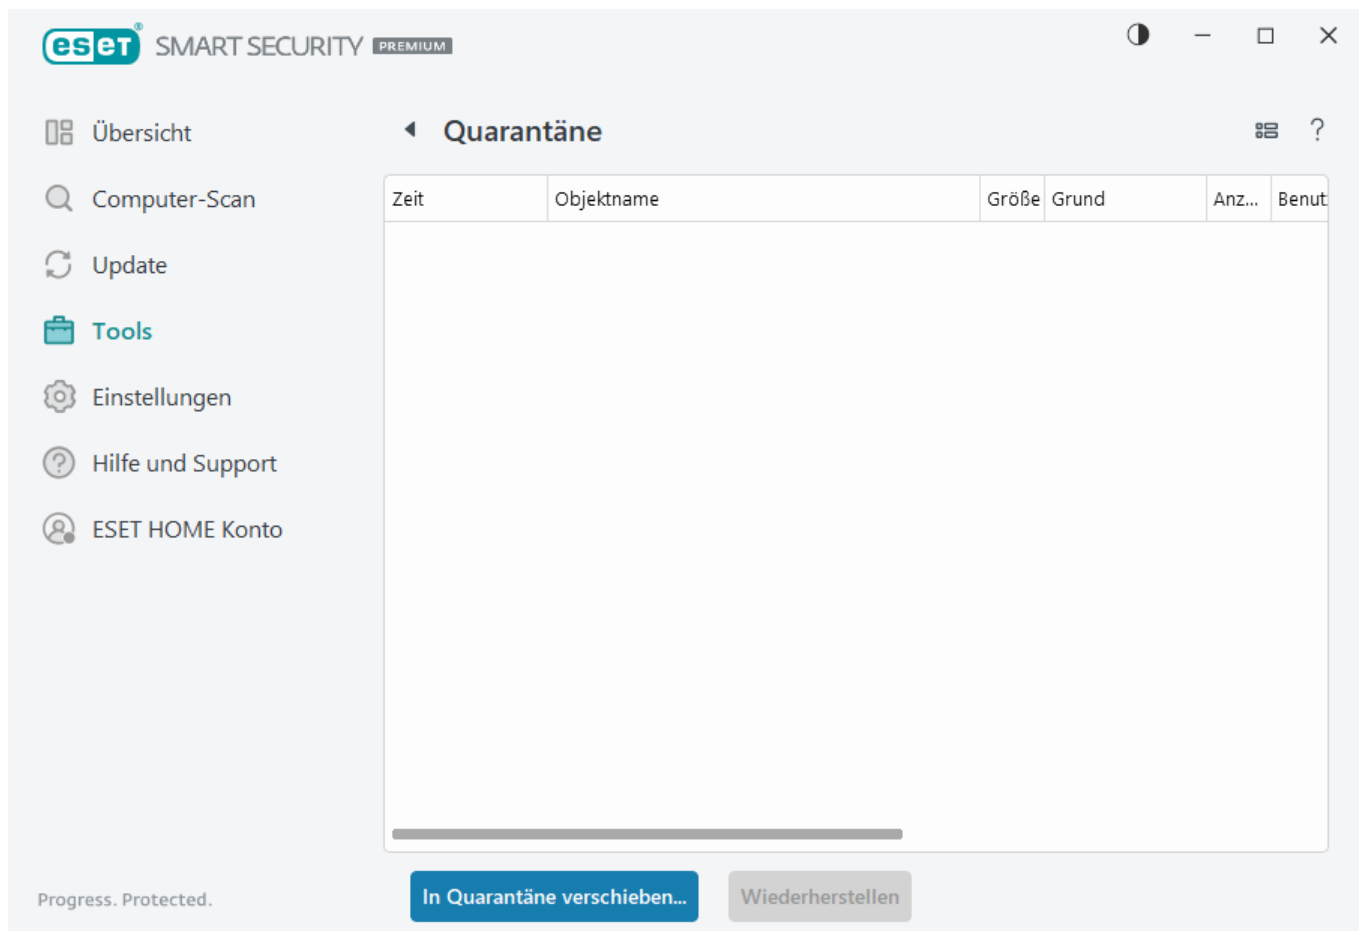 eset® SMART SECURITY PREMIUM
Übersicht
Computer-Scan
Update
Tools
Einstellungen
Hilfe und Support
ESET HOME Konto
Progress. Protected.
Quarantäne
?
Zeit Objektname Größe Grund Anz... Benut
In Quarantäne verschieben... Wiederherstellen